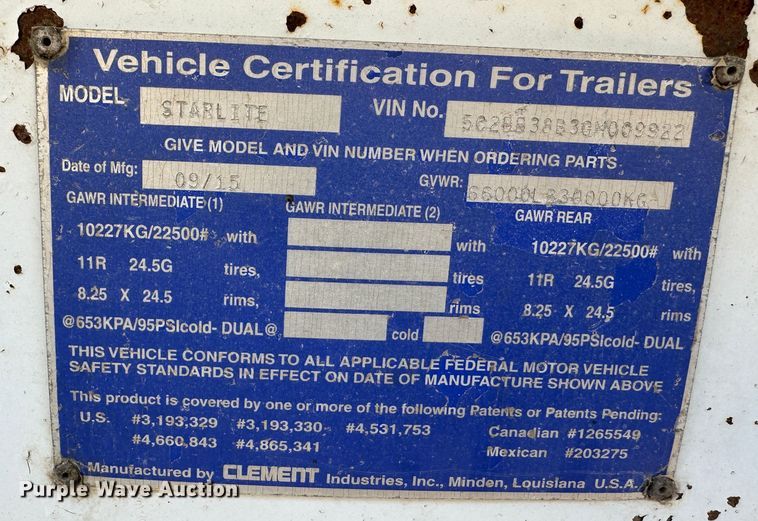 Vehicle Certification For Trailers
MODEL STARLITE VIN No. 5C2BB38B3GM009922
GIVE MODEL AND VIN NUMBER WHEN ORDERING PARTS
Date of Mfg: 09/15 GVWR: 66000LB30000KG
GAWR INTERMEDIATE (1) GAWR INTERMEDIATE (2) GAWR REAR
10227KG/22500# with with 10227KG/22500# with
11R 24.5G tires, tires 11R 24.5G tires,
8.25 X 24.5 rims, rims 8.25 X 24.5 rims,
@653KPA/95PSIcold- DUAL@ cold @653KPA/95PSIcold- DUAL
THIS VEHICLE CONFORMS TO ALL APPLICABLE FEDERAL MOTOR VEHICLE
SAFETY STANDARDS IN EFFECT ON DATE OF MANUFACTURE SHOWN ABOVE
This product is covered by one or more of the following Patents or Patents Pending:
U.S. #3,193,329 #3,193,330 #4,531,753 Canadian #1265549
#4,660,843 #4,865,341 Mexican #203275
Manufactured by CLEMENT Industries, Inc., Minden, Louisiana U.S.A.
Purple Wave Auction